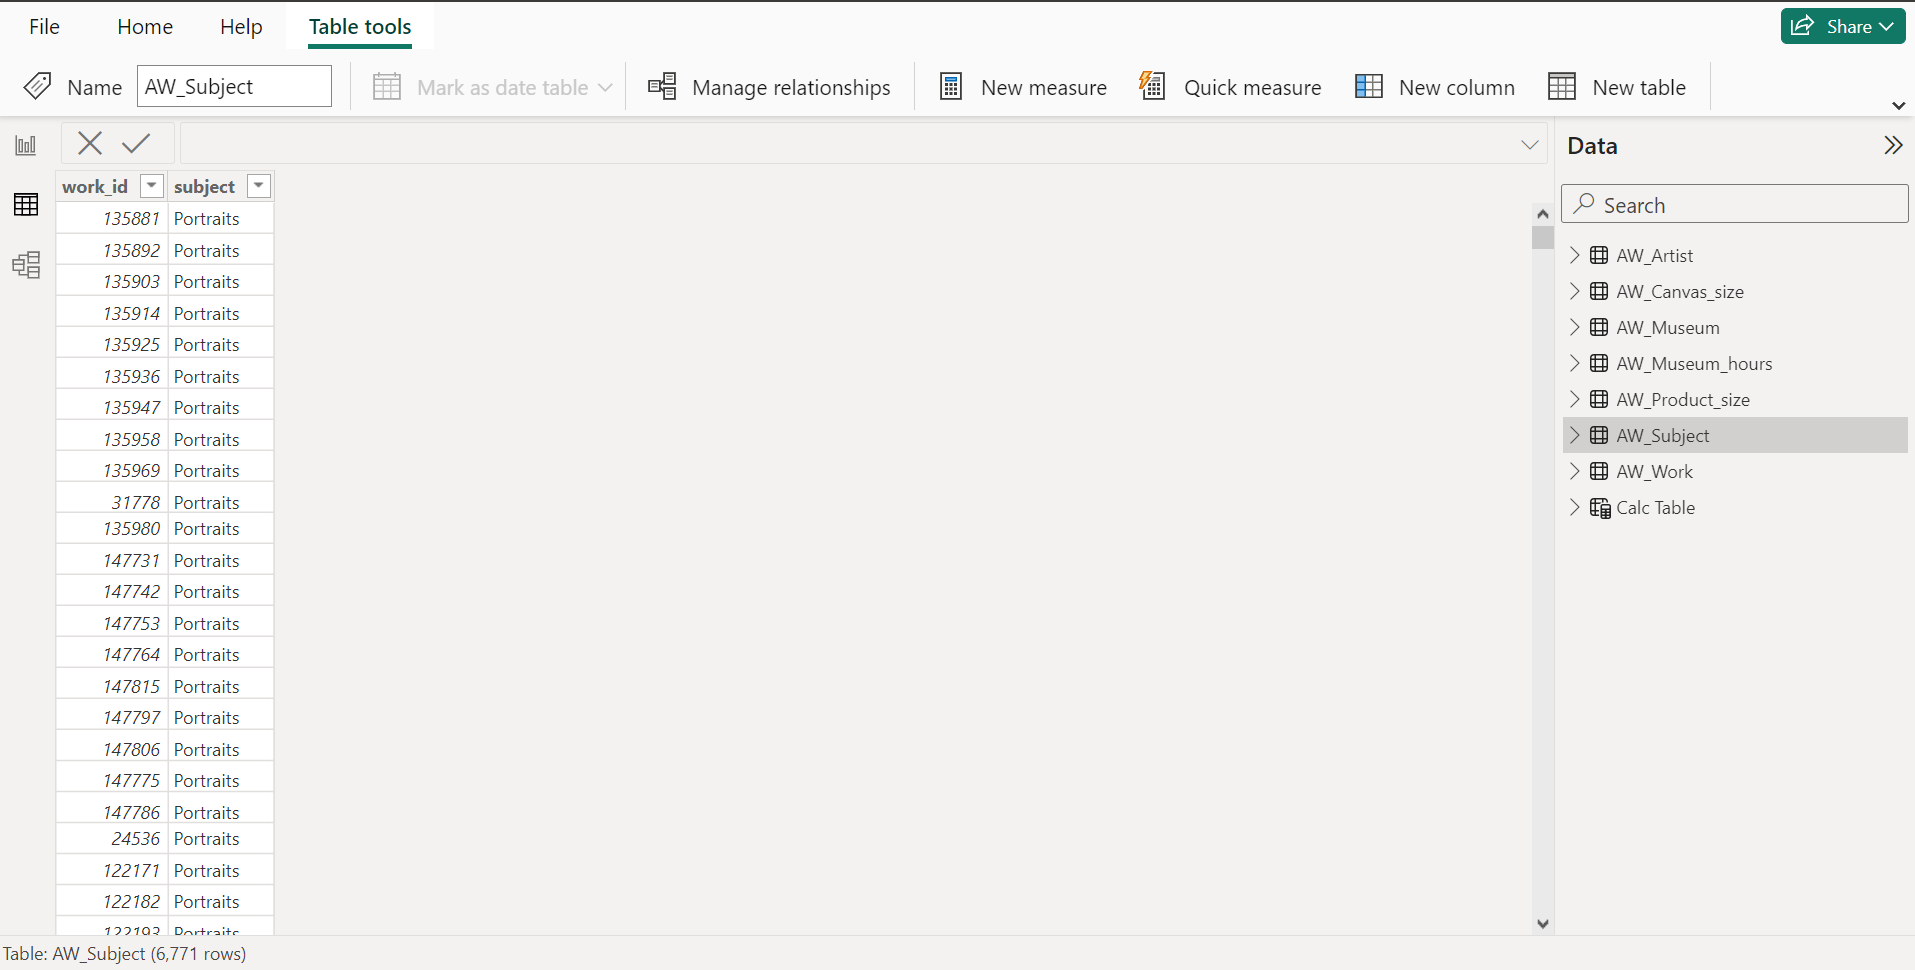 File Home Help Table tools Share
Name AW_Subject Mark as date table Manage relationships New measure Quick measure New column New table
Data
work_id subject
Search
135881 Portraits
135892 Portraits
135903 Portraits
135914 Portraits
135925 Portraits
135936 Portraits
135947 Portraits
135958 Portraits
135969 Portraits
31778 Portraits
135980 Portraits
147731 Portraits
147742 Portraits
147753 Portraits
147764 Portraits
147815 Portraits
147797 Portraits
147806 Portraits
147775 Portraits
147786 Portraits
24536 Portraits
122171 Portraits
122182 Portraits
122193 Portraits
AW_Artist
AW_Canvas_size
AW_Museum
AW_Museum_hours
AW_Product_size
AW_Subject
AW_Work
Calc Table
Table: AW_Subject (6,771 rows)